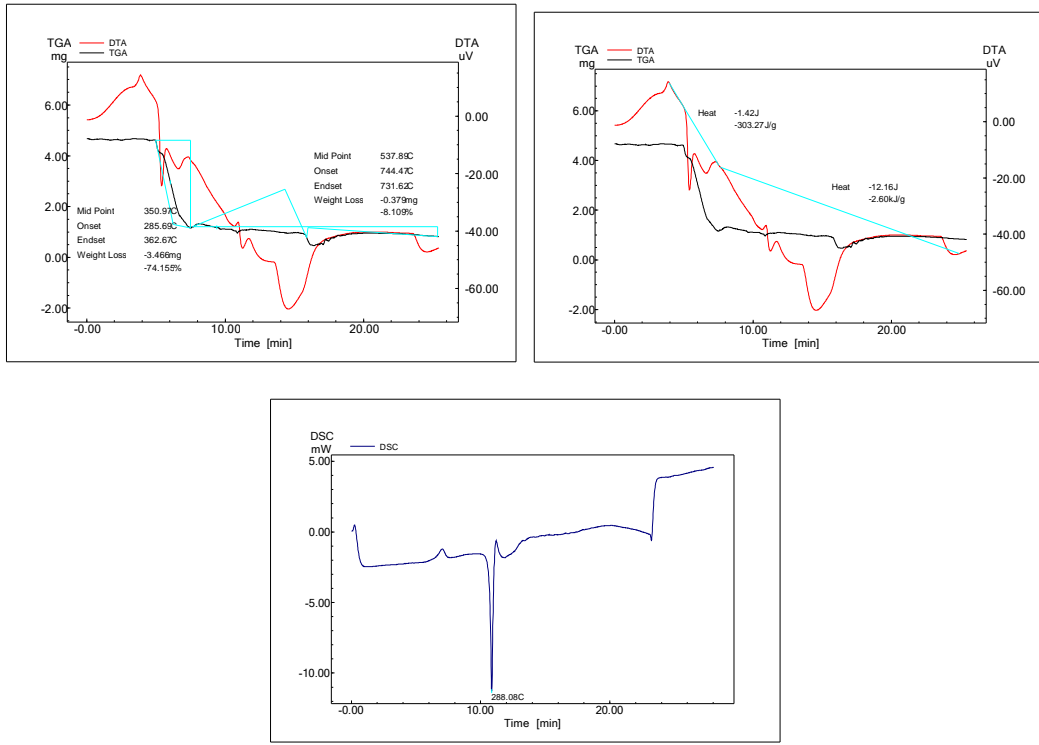 TGA
mg
DTA
TGA
DTA
uV
6.00
4.00
2.00
0.00
-2.00
0.00
-20.00
-40.00
-60.00
Mid Point 537.89C
Onset 744.47C
Endset 731.62C
Weight Loss -0.379mg
-8.109%
Mid Point 350.97C
Onset 285.69C
Endset 362.67C
Weight Loss -3.466mg
-74.155%
-0.00 10.00 20.00
Time [min]
TGA
mg
DTA
TGA
DTA
uV
6.00
4.00
2.00
0.00
-2.00
0.00
-20.00
-40.00
-60.00
Heat -1.42J
-303.27J/g
Heat -12.16J
-2.60kJ/g
-0.00 10.00 20.00
Time [min]
DSC
mW
DSC
5.00
0.00
-5.00
-10.00
288.08C
-0.00 10.00 20.00
Time [min]